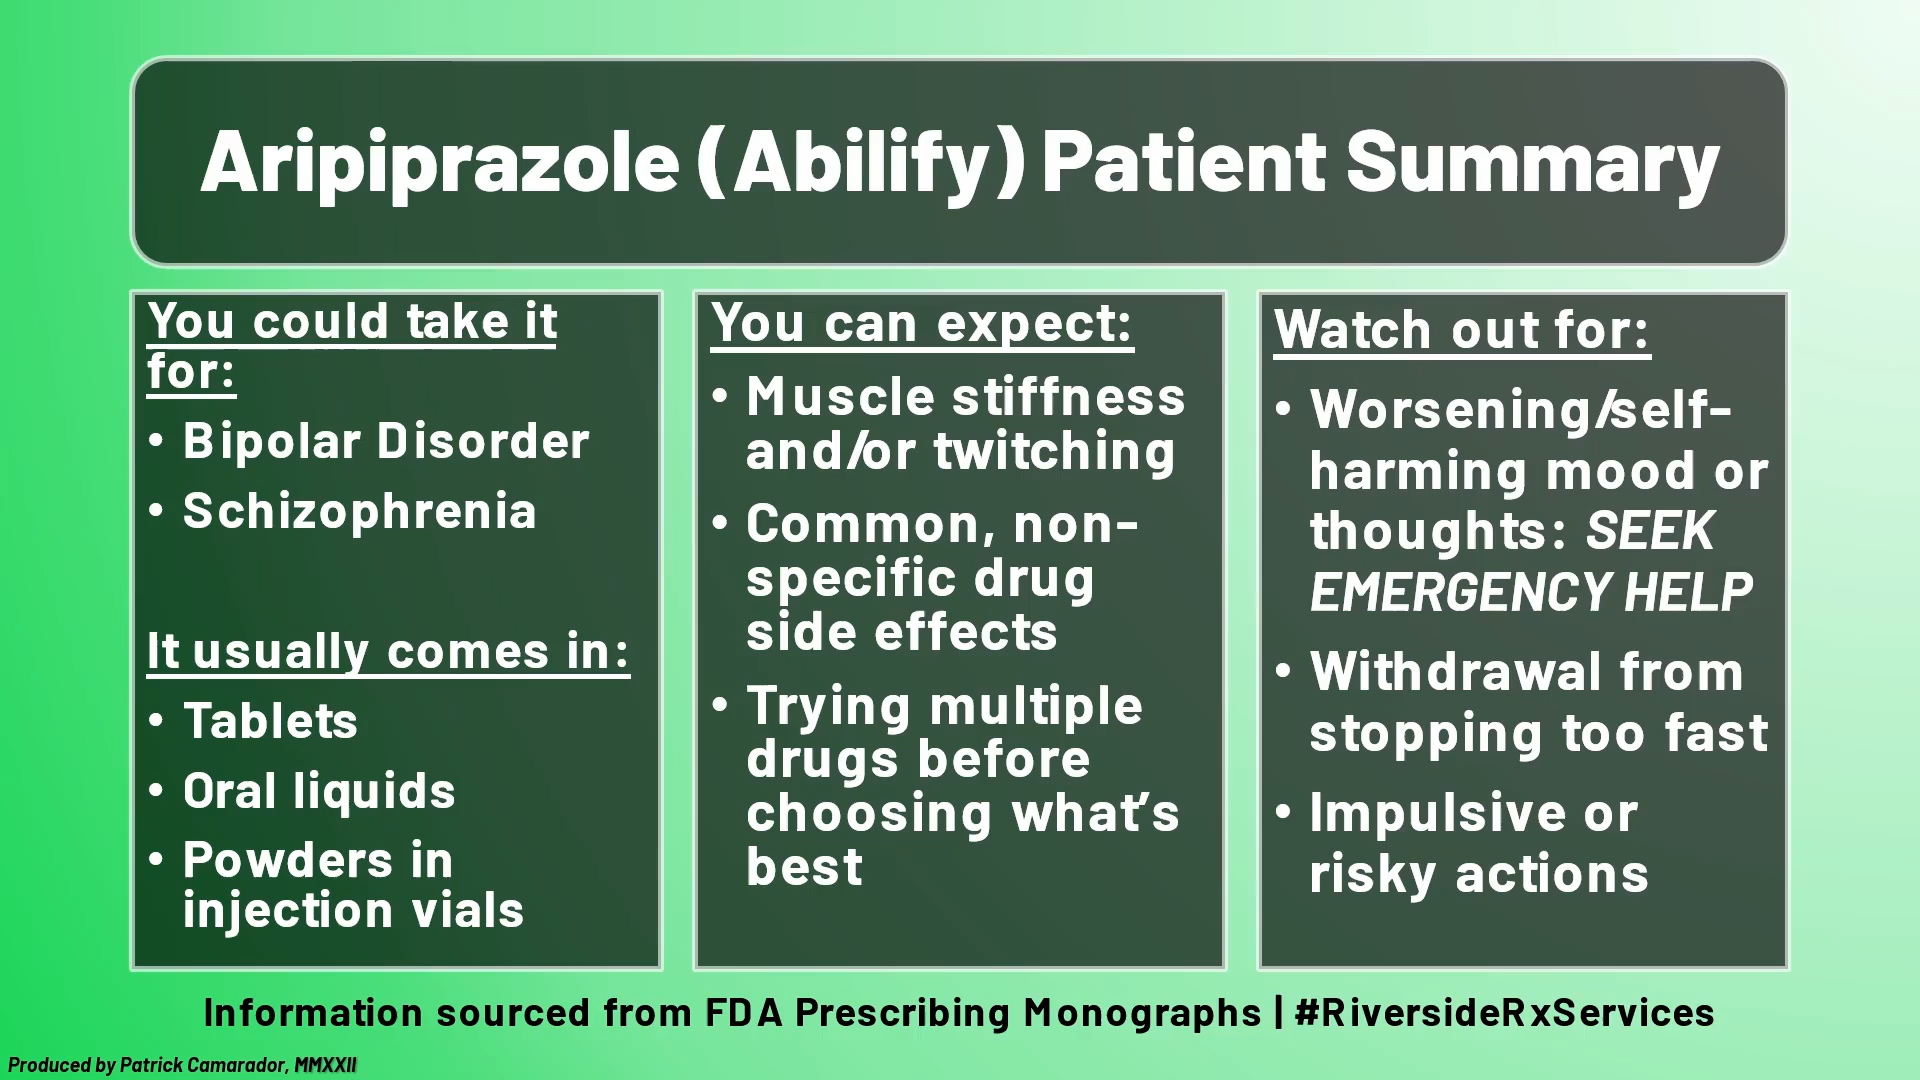 Aripiprazole (Abilify) Patient Summary
You could take it
for:
• Bipolar Disorder
• Schizophrenia
It usually comes in:
• Tablets
• Oral liquids
• Powders in
injection vials
You can expect:
• Muscle stiffness
and/or twitching
• Common, non-
specific drug
side effects
• Trying multiple
drugs before
choosing what’s
best
Watch out for:
• Worsening/self-
harming mood or
thoughts: SEEK
EMERGENCY HELP
• Withdrawal from
stopping too fast
• Impulsive or
risky actions
Information sourced from FDA Prescribing Monographs | #RiversideRxServices
Produced by Patrick Camarador, MMXXII